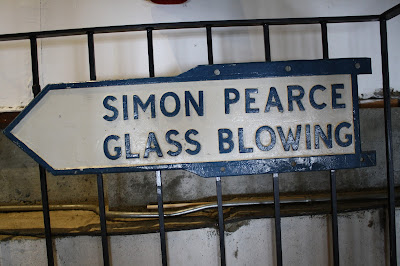 SIMON PEARCE
GLASS BLOWING